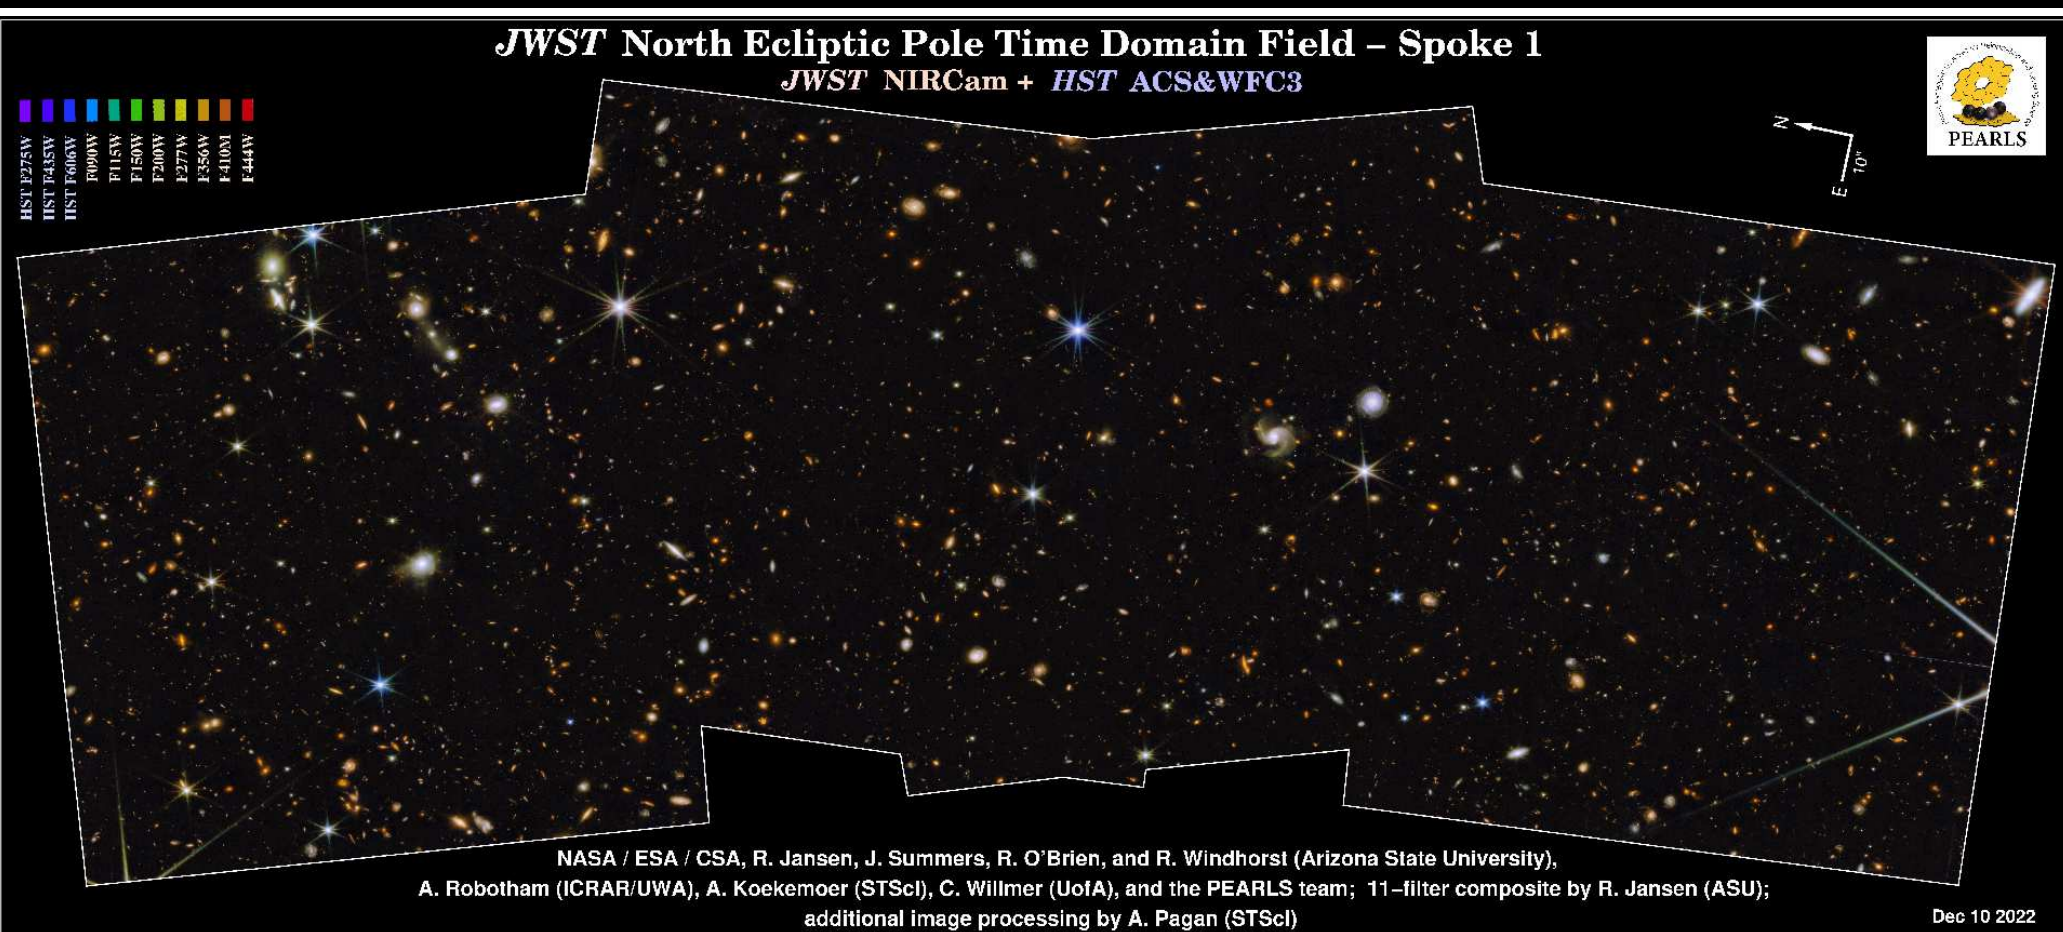 JWST North Ecliptic Pole Time Domain Field – Spoke 1
JWST NIRCam + HST ACS&WFC3
HST F275W
HST F435W
HST F606W
F090W
F115W
F150W
F200W
F277W
F356W
F410M
F444W
N
E
10"
PEARLS
NASA / ESA / CSA, R. Jansen, J. Summers, R. O'Brien, and R. Windhorst (Arizona State University),
A. Robotham (ICRAR/UWA), A. Koekemoer (STScI), C. Willmer (UofA), and the PEARLS team; 11–filter composite by R. Jansen (ASU);
additional image processing by A. Pagan (STScI)
Dec 10 2022